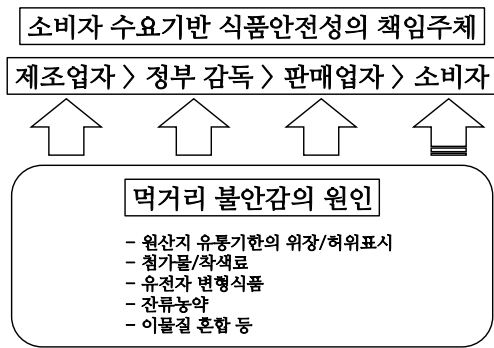 소비자 수요기반 식품안전성의 책임주체
제조업자 〉 정부 감독 〉 판매업자 〉 소비자
먹거리 불안감의 원인
- 원산지 유통기한의 위장/허위표시
- 첨가물/착색료
- 유전자 변형식품
- 잔류농약
- 이물질 혼합 등